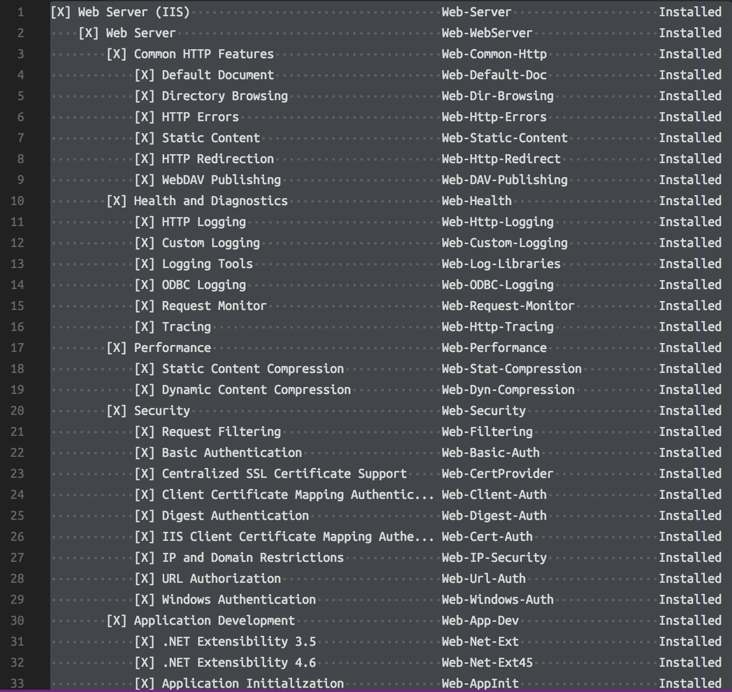 1 [X] Web Server (IIS) Web-Server Installed
2 [X] Web Server Web-WebServer Installed
3 [X] Common HTTP Features Web-Common-Http Installed
4 [X] Default Document Web-Default-Doc Installed
5 [X] Directory Browsing Web-Dir-Browsing Installed
6 [X] HTTP Errors Web-Http-Errors Installed
7 [X] Static Content Web-Static-Content Installed
8 [X] HTTP Redirection Web-Http-Redirect Installed
9 [X] WebDAV Publishing Web-DAV-Publishing Installed
10 [X] Health and Diagnostics Web-Health Installed
11 [X] HTTP Logging Web-Http-Logging Installed
12 [X] Custom Logging Web-Custom-Logging Installed
13 [X] Logging Tools Web-Log-Libraries Installed
14 [X] ODBC Logging Web-ODBC-Logging Installed
15 [X] Request Monitor Web-Request-Monitor Installed
16 [X] Tracing Web-Http-Tracing Installed
17 [X] Performance Web-Performance Installed
18 [X] Static Content Compression Web-Stat-Compression Installed
19 [X] Dynamic Content Compression Web-Dyn-Compression Installed
20 [X] Security Web-Security Installed
21 [X] Request Filtering Web-Filtering Installed
22 [X] Basic Authentication Web-Basic-Auth Installed
23 [X] Centralized SSL Certificate Support Web-CertProvider Installed
24 [X] Client Certificate Mapping Authentic... Web-Client-Auth Installed
25 [X] Digest Authentication Web-Digest-Auth Installed
26 [X] IIS Client Certificate Mapping Authe... Web-Cert-Auth Installed
27 [X] IP and Domain Restrictions Web-IP-Security Installed
28 [X] URL Authorization Web-Url-Auth Installed
29 [X] Windows Authentication Web-Windows-Auth Installed
30 [X] Application Development Web-App-Dev Installed
31 [X] .NET Extensibility 3.5 Web-Net-Ext Installed
32 [X] .NET Extensibility 4.6 Web-Net-Ext45 Installed
33 [X] Application Initialization Web-AppInit Installed